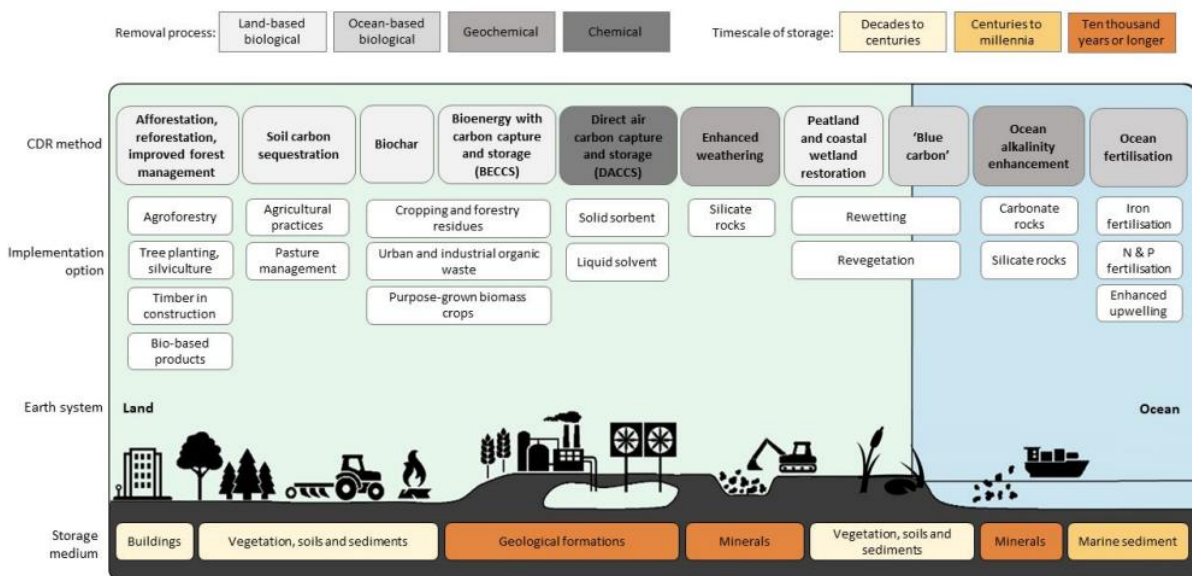 Removal process:
Land-based
biological
Ocean-based
biological
Geochemical
Chemical
Timescale of storage:
Decades to
centuries
Centuries to
millennia
Ten thousand
years or longer
CDR method
Afforestation,
reforestation,
improved forest
management
Soil carbon
sequestration
Biochar
Bioenergy with
carbon capture
and storage
(BECCS)
Direct air
carbon capture
and storage
(DACCS)
Enhanced
weathering
Peatland
and coastal
wetland
restoration
'Blue
carbon'
Ocean
alkalinity
enhancement
Ocean
fertilisation
Implementation
option
Agroforestry
Tree planting,
silviculture
Timber in
construction
Bio-based
products
Agricultural
practices
Pasture
management
Cropping and forestry
residues
Urban and industrial organic
waste
Purpose-grown biomass
crops
Solid sorbent
Liquid solvent
Silicate
rocks
Rewetting
Revegetation
Carbonate
rocks
Silicate rocks
Iron
fertilisation
N & P
fertilisation
Enhanced
upwelling
Earth system
Land
Ocean
Storage
medium
Buildings
Vegetation, soils and sediments
Geological formations
Minerals
Vegetation, soils and
sediments
Minerals
Marine sediment